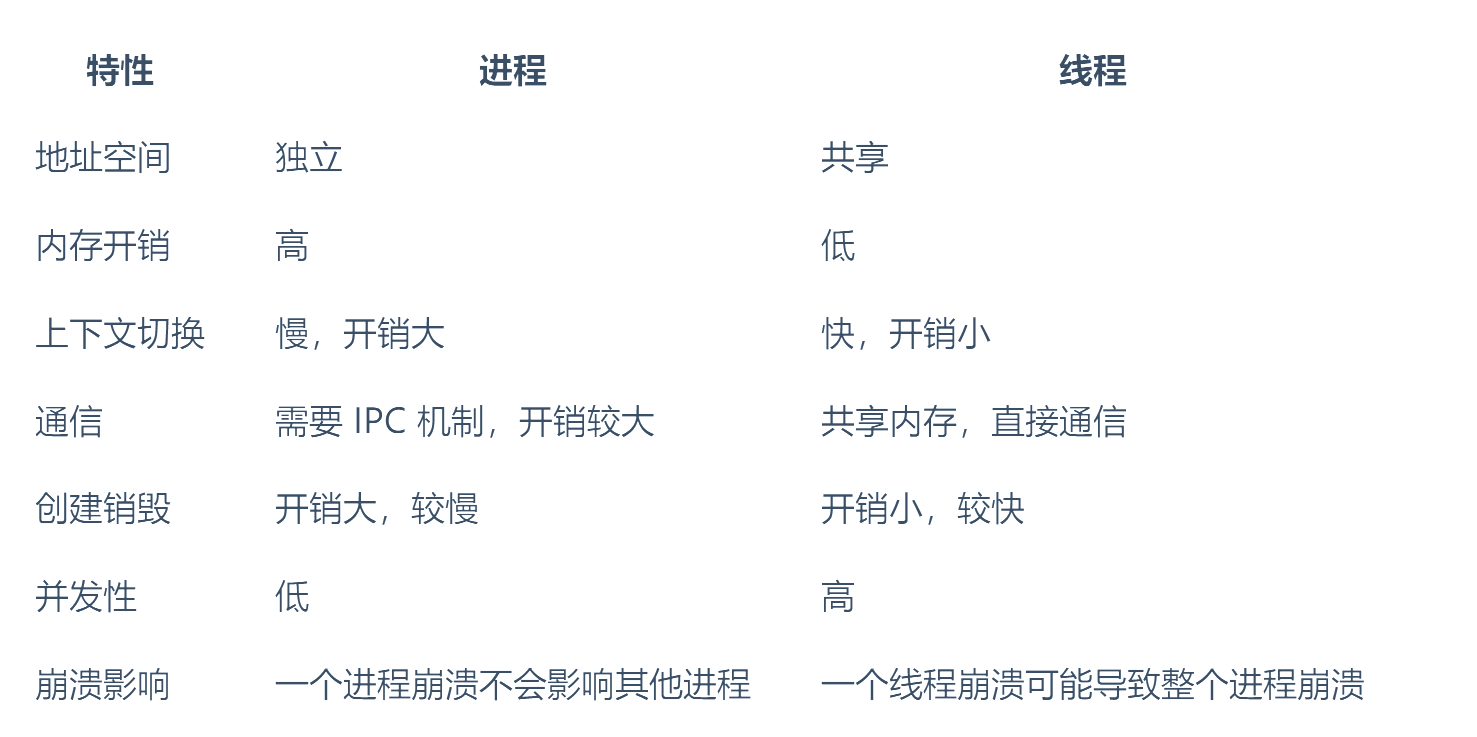 特性 进程 线程
地址空间 独立 共享
内存开销 高 低
上下文切换 慢，开销大 快，开销小
通信 需要 IPC 机制，开销较大 共享内存，直接通信
创建销毁 开销大，较慢 开销小，较快
并发性 低 高
崩溃影响 一个进程崩溃不会影响其他进程 一个线程崩溃可能导致整个进程崩溃